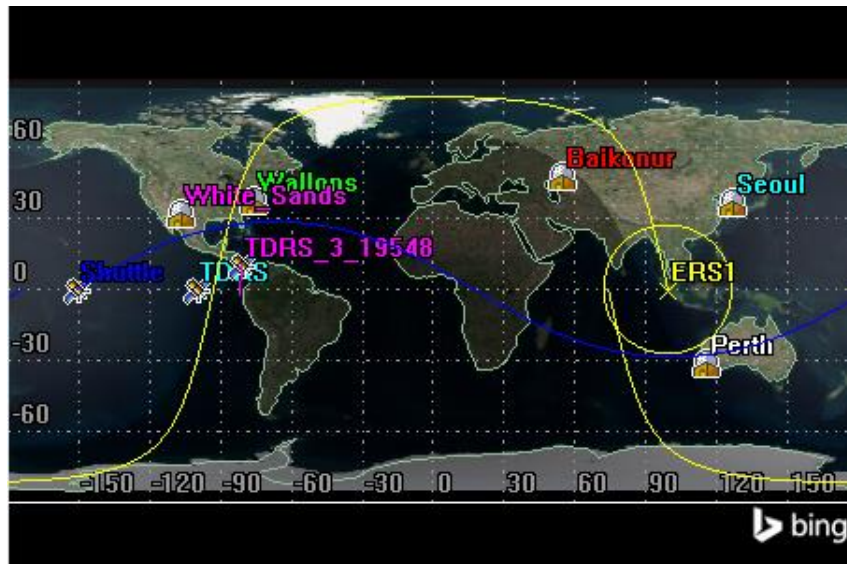 60
Baikonur
Wallops
White_Sands
Seoul
30
TDRS_3_19548
0
Shuttle
TDRS
ERS1
-30
Perth
-60
-150 -120 -90 -60 -30 0 30 60 90 120 150
bing